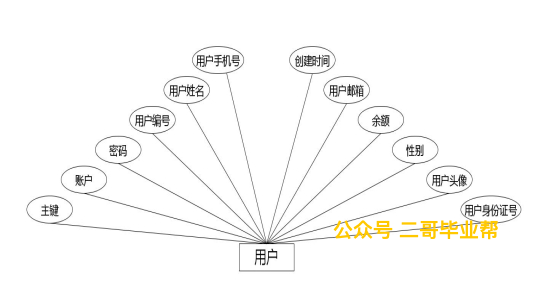 用户手机号
创建时间
用户姓名
用户邮箱
用户编号
余额
密码
性别
账户
用户头像
主键
用户身份证号
公众号 二哥毕业帮
用户